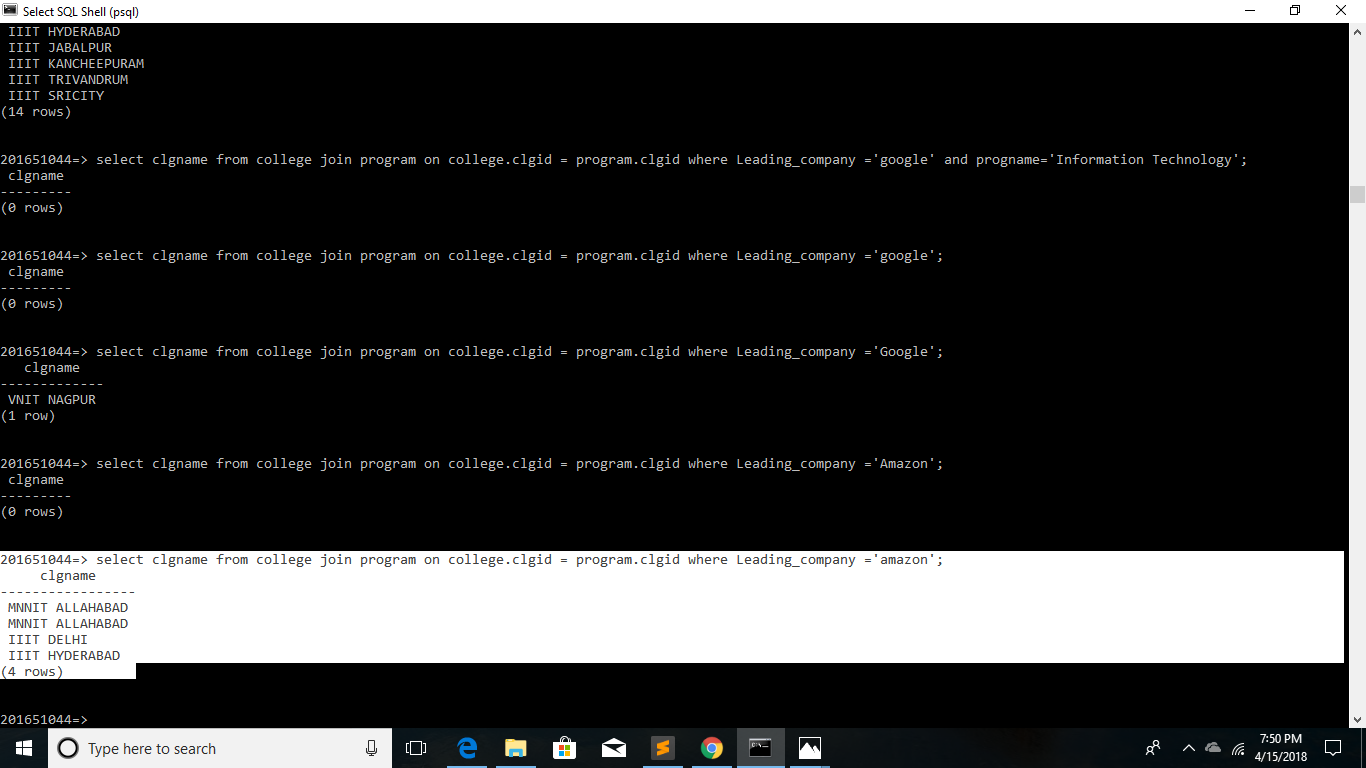 Select SQL Shell (psql)
IIIT HYDERABAD
IIIT JABALPUR
IIIT KANCHEEPURAM
IIIT TRIVANDRUM
IIIT SRICITY
(14 rows)
201651044=> select clgname from college join program on college.clgid = program.clgid where Leading_company ='google' and progname='Information Technology';
clgname
---------
(0 rows)
201651044=> select clgname from college join program on college.clgid = program.clgid where Leading_company ='google';
clgname
---------
(0 rows)
201651044=> select clgname from college join program on college.clgid = program.clgid where Leading_company ='Google';
clgname
-------------
VNIT NAGPUR
(1 row)
201651044=> select clgname from college join program on college.clgid = program.clgid where Leading_company ='Amazon';
clgname
---------
(0 rows)
201651044=> select clgname from college join program on college.clgid = program.clgid where Leading_company ='amazon';
clgname
-----------------
MNNIT ALLAHABAD
MNNIT ALLAHABAD
IIIT DELHI
IIIT HYDERABAD
(4 rows)
201651044=>
Type here to search
7:50 PM
4/15/2018